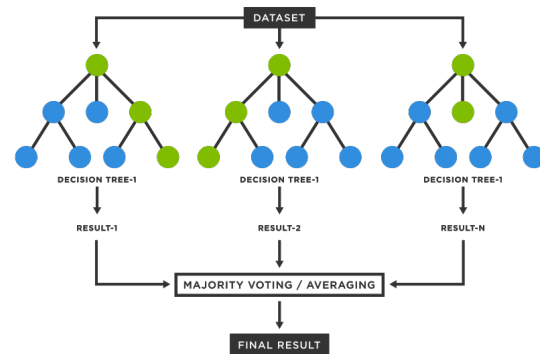 DATASET
DECISION TREE-1
DECISION TREE-1
DECISION TREE-1
RESULT-1
RESULT-2
RESULT-N
MAJORITY VOTING / AVERAGING
FINAL RESULT